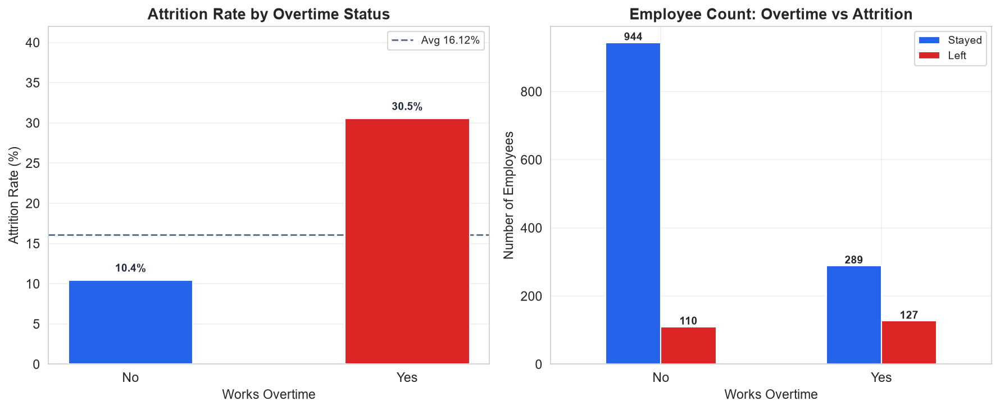 Attrition Rate by Overtime Status
Avg 16.12%
40
35
30
25
20
15
10
5
0
Attrition Rate (%)
10.4%
30.5%
No
Yes
Works Overtime
Employee Count: Overtime vs Attrition
Stayed
Left
800
600
400
200
0
Number of Employees
944
110
289
127
No
Yes
Works Overtime